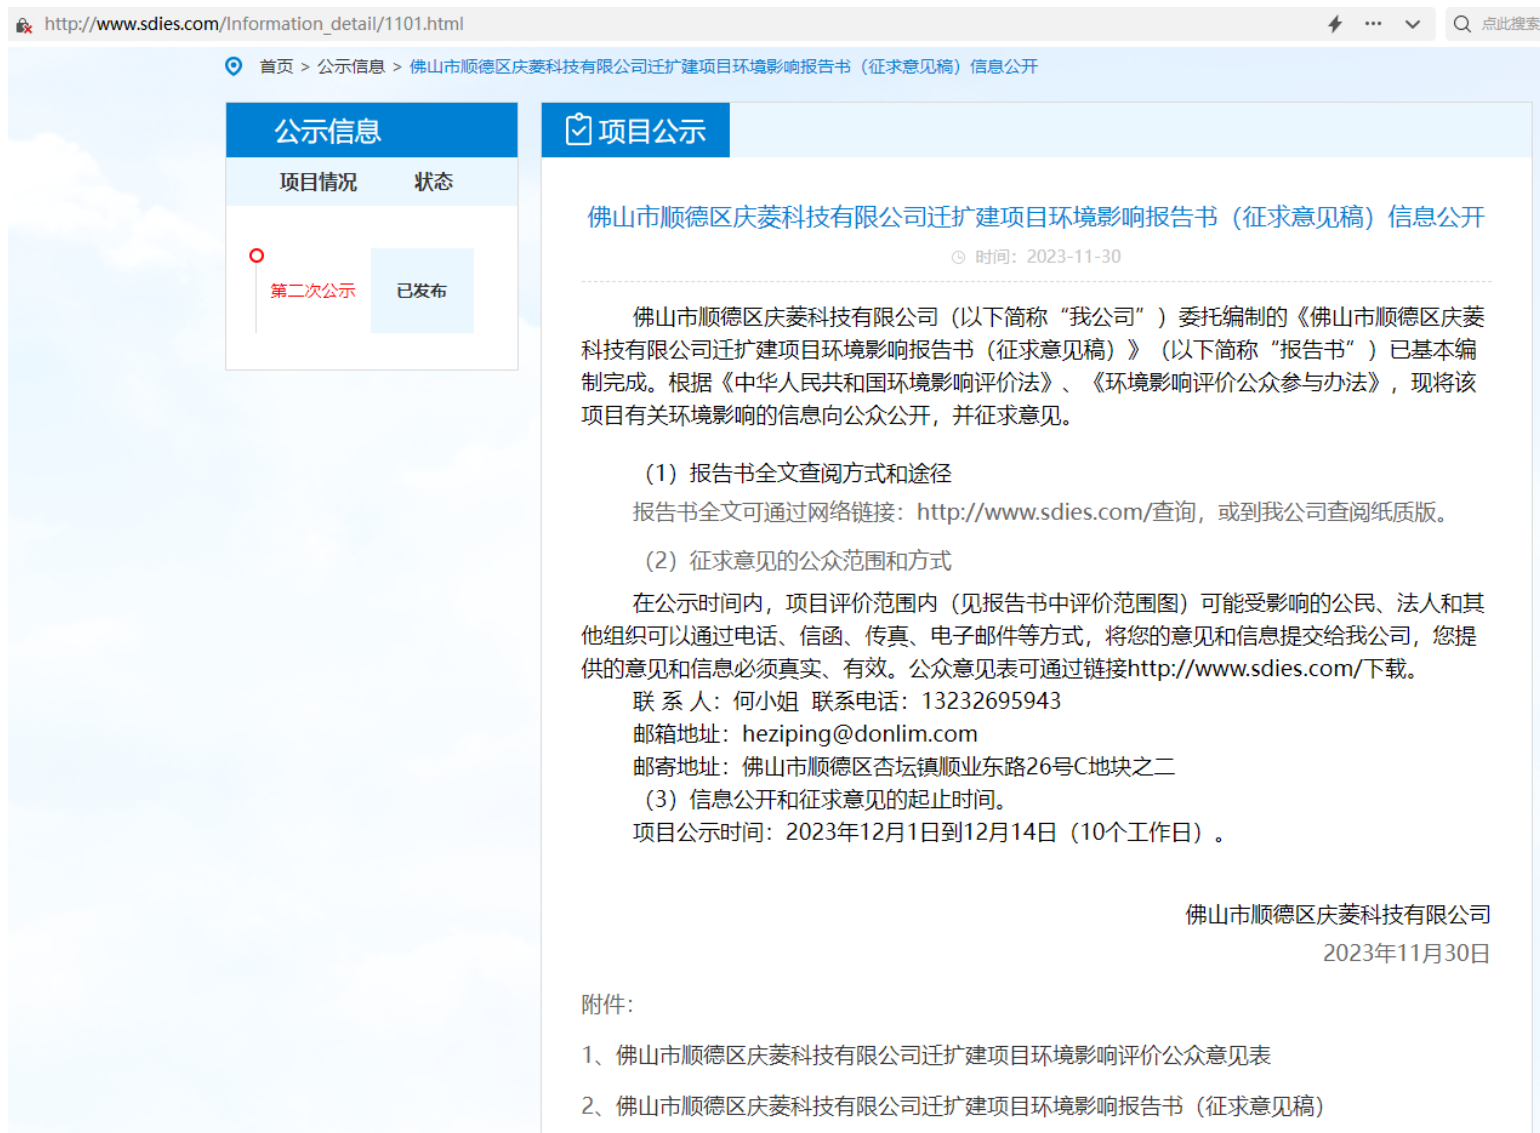 http://www.sdies.com/Information_detail/1101.html
点此搜索
首页 > 公示信息 > 佛山市顺德区庆菱科技有限公司迁扩建项目环境影响报告书（征求意见稿）信息公开
公示信息
项目情况 状态
第二次公示 已发布
项目公示
佛山市顺德区庆菱科技有限公司迁扩建项目环境影响报告书（征求意见稿）信息公开
时间：2023-11-30
佛山市顺德区庆菱科技有限公司（以下简称“我公司”）委托编制的《佛山市顺德区庆菱
科技有限公司迁扩建项目环境影响报告书（征求意见稿）》（以下简称“报告书”）已基本编
制完成。根据《中华人民共和国环境影响评价法》、《环境影响评价公众参与办法》，现将该
项目有关环境影响的信息向公众公开，并征求意见。
（1）报告书全文查阅方式和途径
报告书全文可通过网络链接：http://www.sdies.com/查询，或到我公司查阅纸质版。
（2）征求意见的公众范围和方式
在公示时间内，项目评价范围内（见报告书中评价范围图）可能受影响的公民、法人和其
他组织可以通过电话、信函、传真、电子邮件等方式，将您的意见和信息提交给我公司，您提
供的意见和信息必须真实、有效。公众意见表可通过链接http://www.sdies.com/下载。
联 系 人：何小姐 联系电话：13232695943
邮箱地址：heziping@donlim.com
邮寄地址：佛山市顺德区杏坛镇顺业东路26号C地块之二
（3）信息公开和征求意见的起止时间。
项目公示时间：2023年12月1日到12月14日（10个工作日）。
佛山市顺德区庆菱科技有限公司
2023年11月30日
附件：
1、佛山市顺德区庆菱科技有限公司迁扩建项目环境影响评价公众意见表
2、佛山市顺德区庆菱科技有限公司迁扩建项目环境影响报告书（征求意见稿）